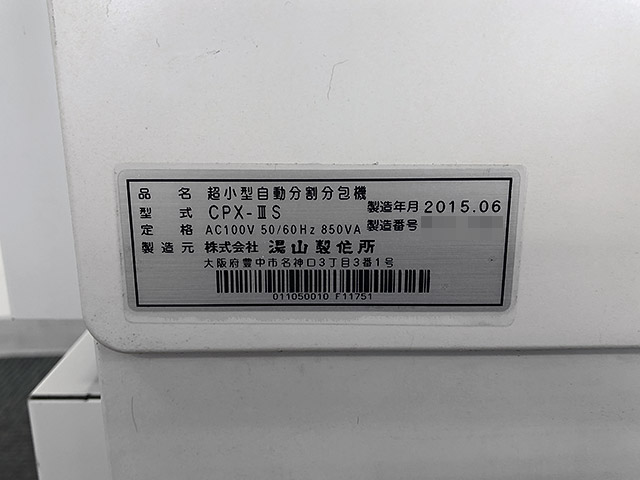 品名 超小型自動分割分包機
型式 CPX-ⅢS 製造年月 2015.06
定格 AC100V 50/60Hz 850VA 製造番号
製造元 株式会社 湯山製作所
大阪府豊中市名神口3丁目3番1号
011050010 F11751